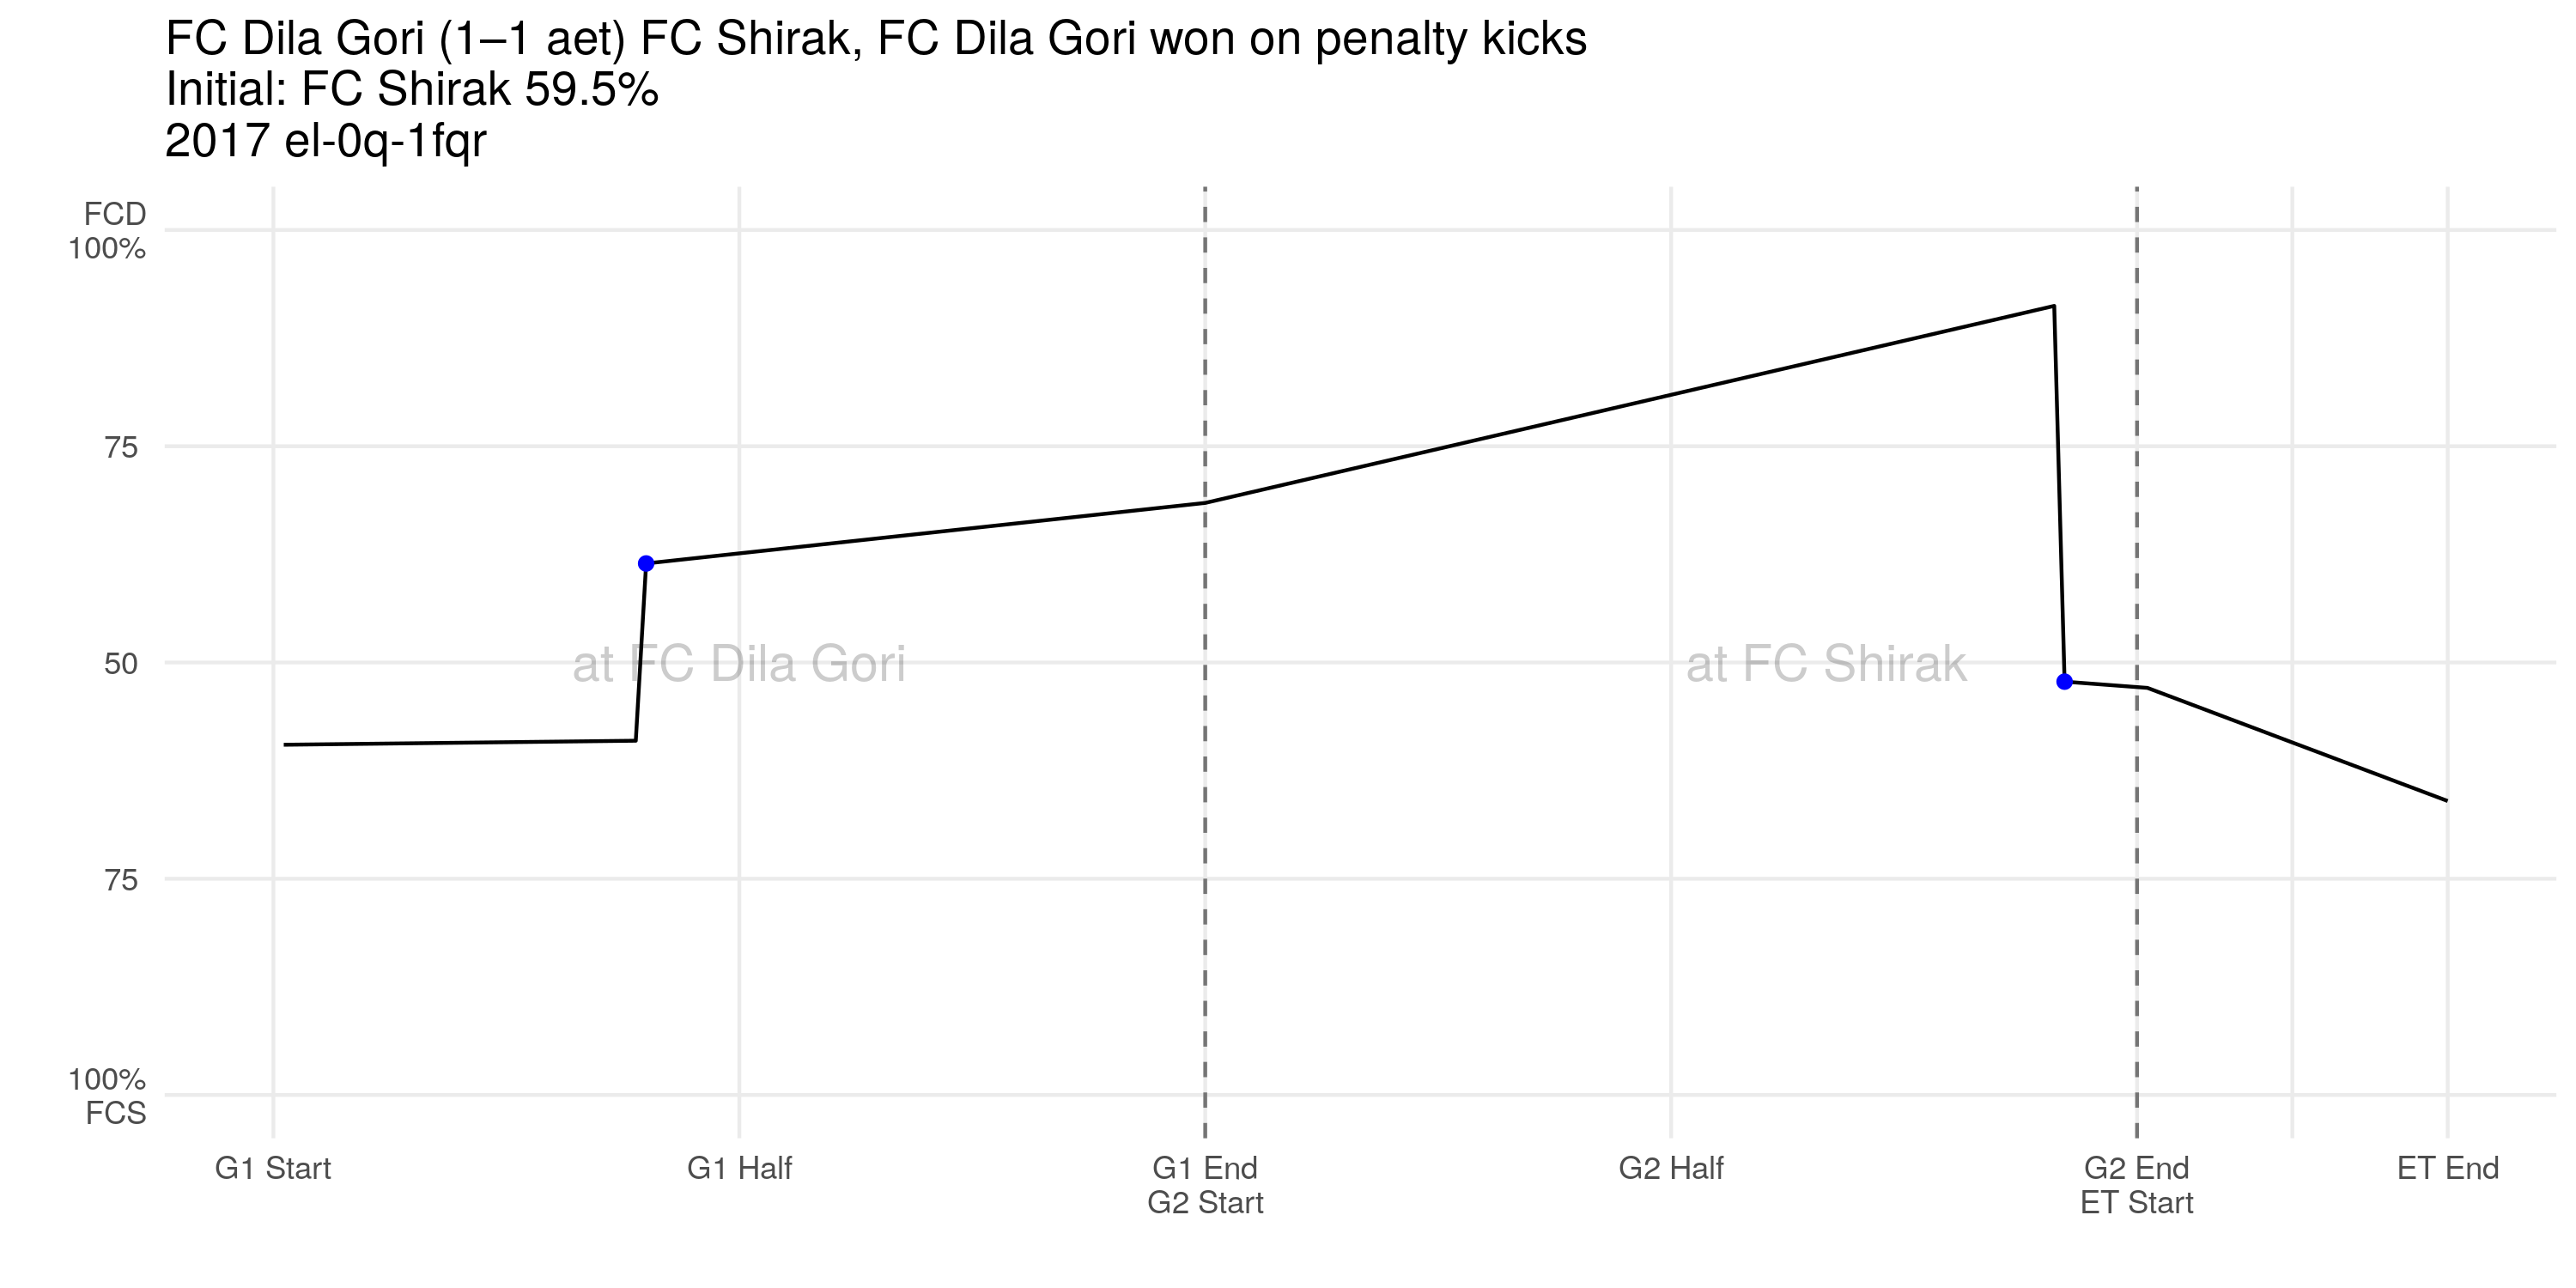 FC Dila Gori (1–1 aet) FC Shirak, FC Dila Gori won on penalty kicks
Initial: FC Shirak 59.5%
2017 el-0q-1fqr
FCD
100%
75
50
75
100%
FCS
at FC Dila Gori
at FC Shirak
G1 Start
G1 Half
G1 End
G2 Start
G2 Half
G2 End
ET Start
ET End